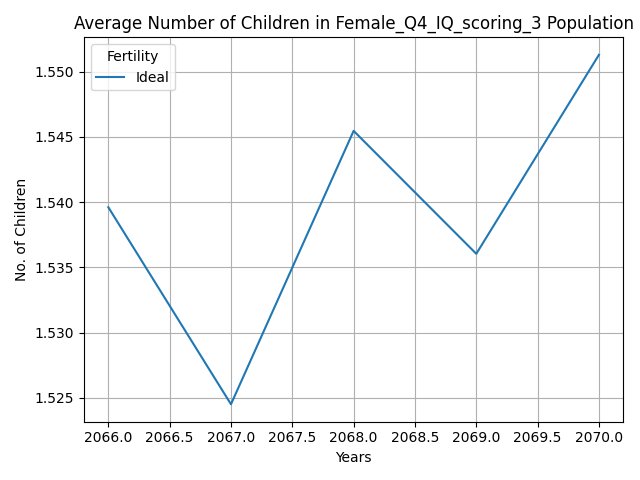 Average Number of Children in Female_Q4_IQ_scoring_3 Population
Fertility
Ideal
No. of Children
1.550
1.545
1.540
1.535
1.530
1.525
2066.0 2066.5 2067.0 2067.5 2068.0 2068.5 2069.0 2069.5 2070.0
Years